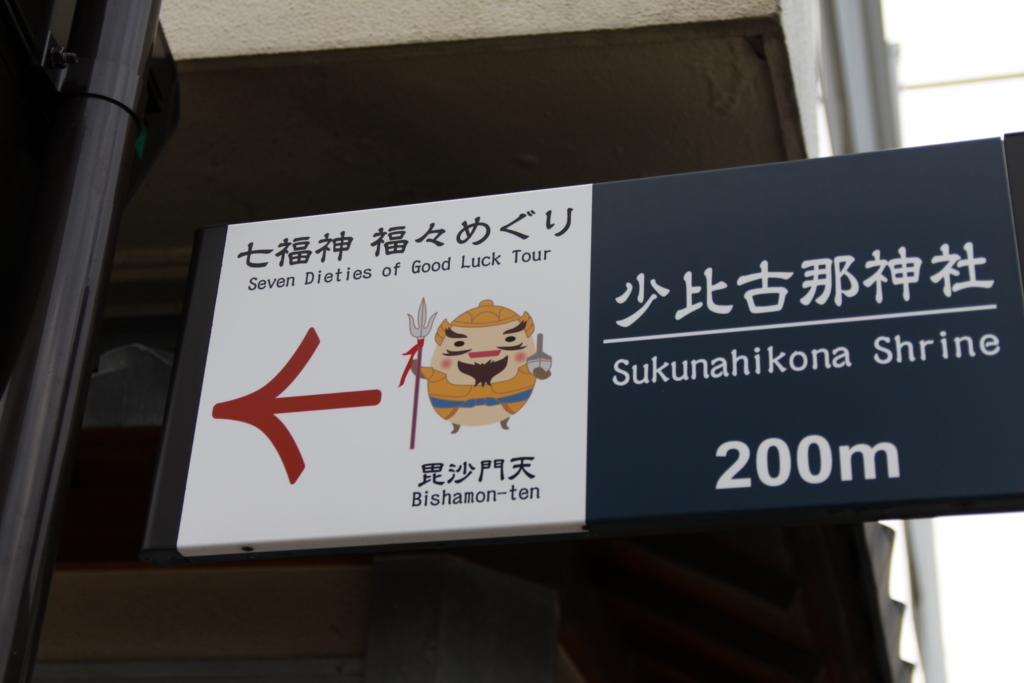 七福神 福々めぐり
Seven Dieties of Good Luck Tour
毘沙門天
Bishamon-ten
少比古那神社
Sukunahikona Shrine
200m